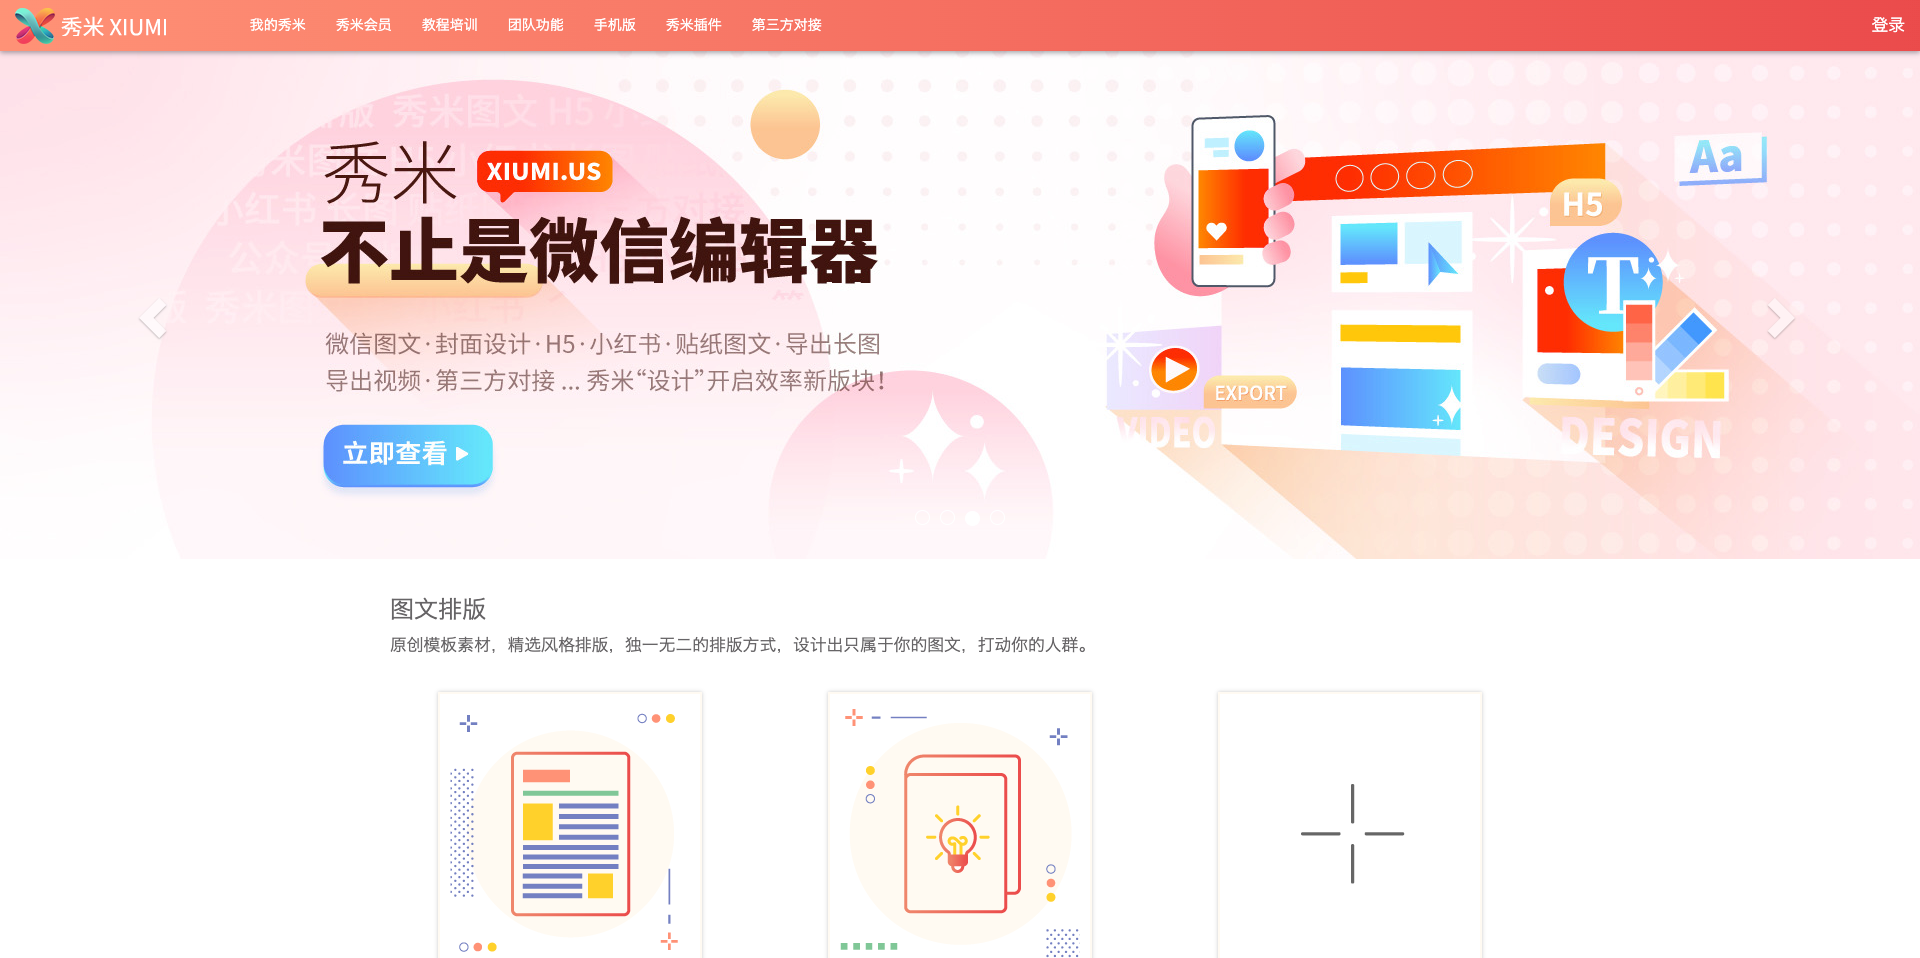 秀米 XIUMI
我的秀米 秀米会员 教程培训 团队功能 手机版 秀米插件 第三方对接
登录
秀米图文 H5
秀米 XIUMI.US
不止是微信编辑器
微信图文·封面设计·H5·小红书·贴纸图文·导出长图
导出视频·第三方对接 ... 秀米“设计”开启效率新版块!
立即查看
Aa
H5
T
EXPORT
VIDEO
DESIGN
图文排版
原创模板素材，精选风格排版，独一无二的排版方式，设计出只属于你的图文，打动你的人群。